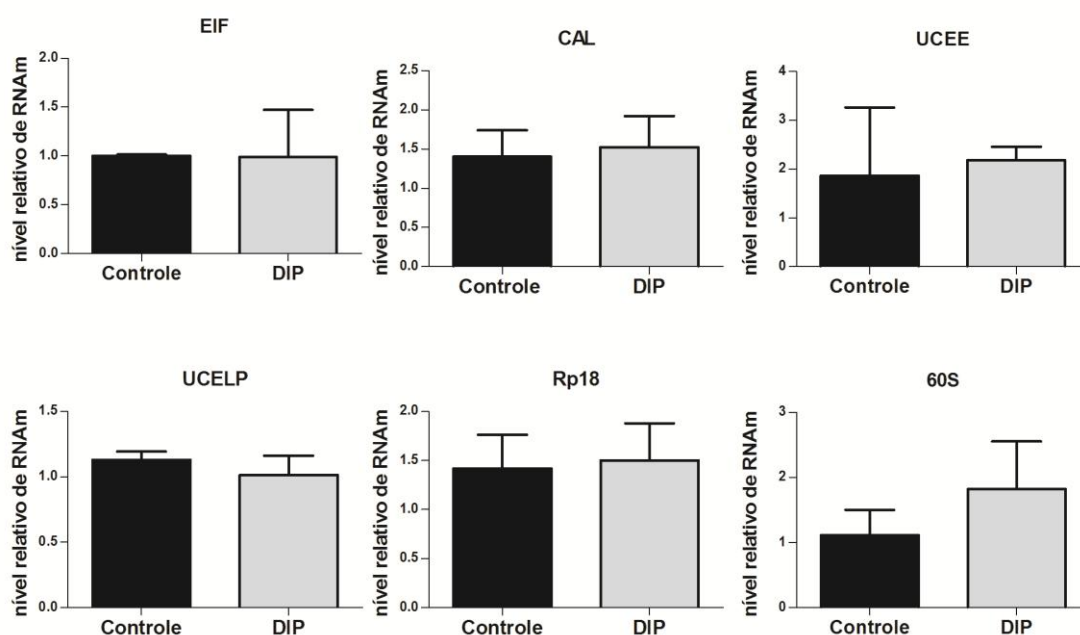 EIF
nível relativo de RNAm
2.0
1.5
1.0
0.5
0.0
Controle DIP
CAL
nível relativo de RNAm
2.5
2.0
1.5
1.0
0.5
0.0
Controle DIP
UCEE
nível relativo de RNAm
4
3
2
1
0
Controle DIP
UCELP
nível relativo de RNAm
1.5
1.0
0.5
0.0
Controle DIP
Rp18
nível relativo de RNAm
2.0
1.5
1.0
0.5
0.0
Controle DIP
60S
nível relativo de RNAm
3
2
1
0
Controle DIP